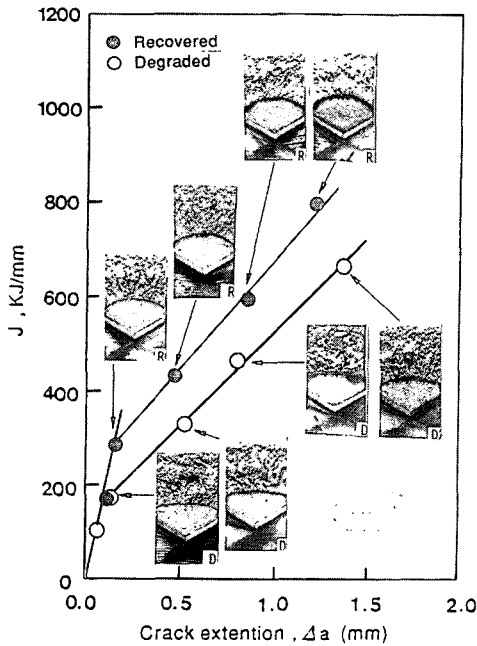 1200
1000
800
600
400
200
0
J , KJ/mm
Recovered
Degraded
R
R
R
R
D
D
D
D
0.0
0.5
1.0
1.5
2.0
Crack extention , Δa (mm)